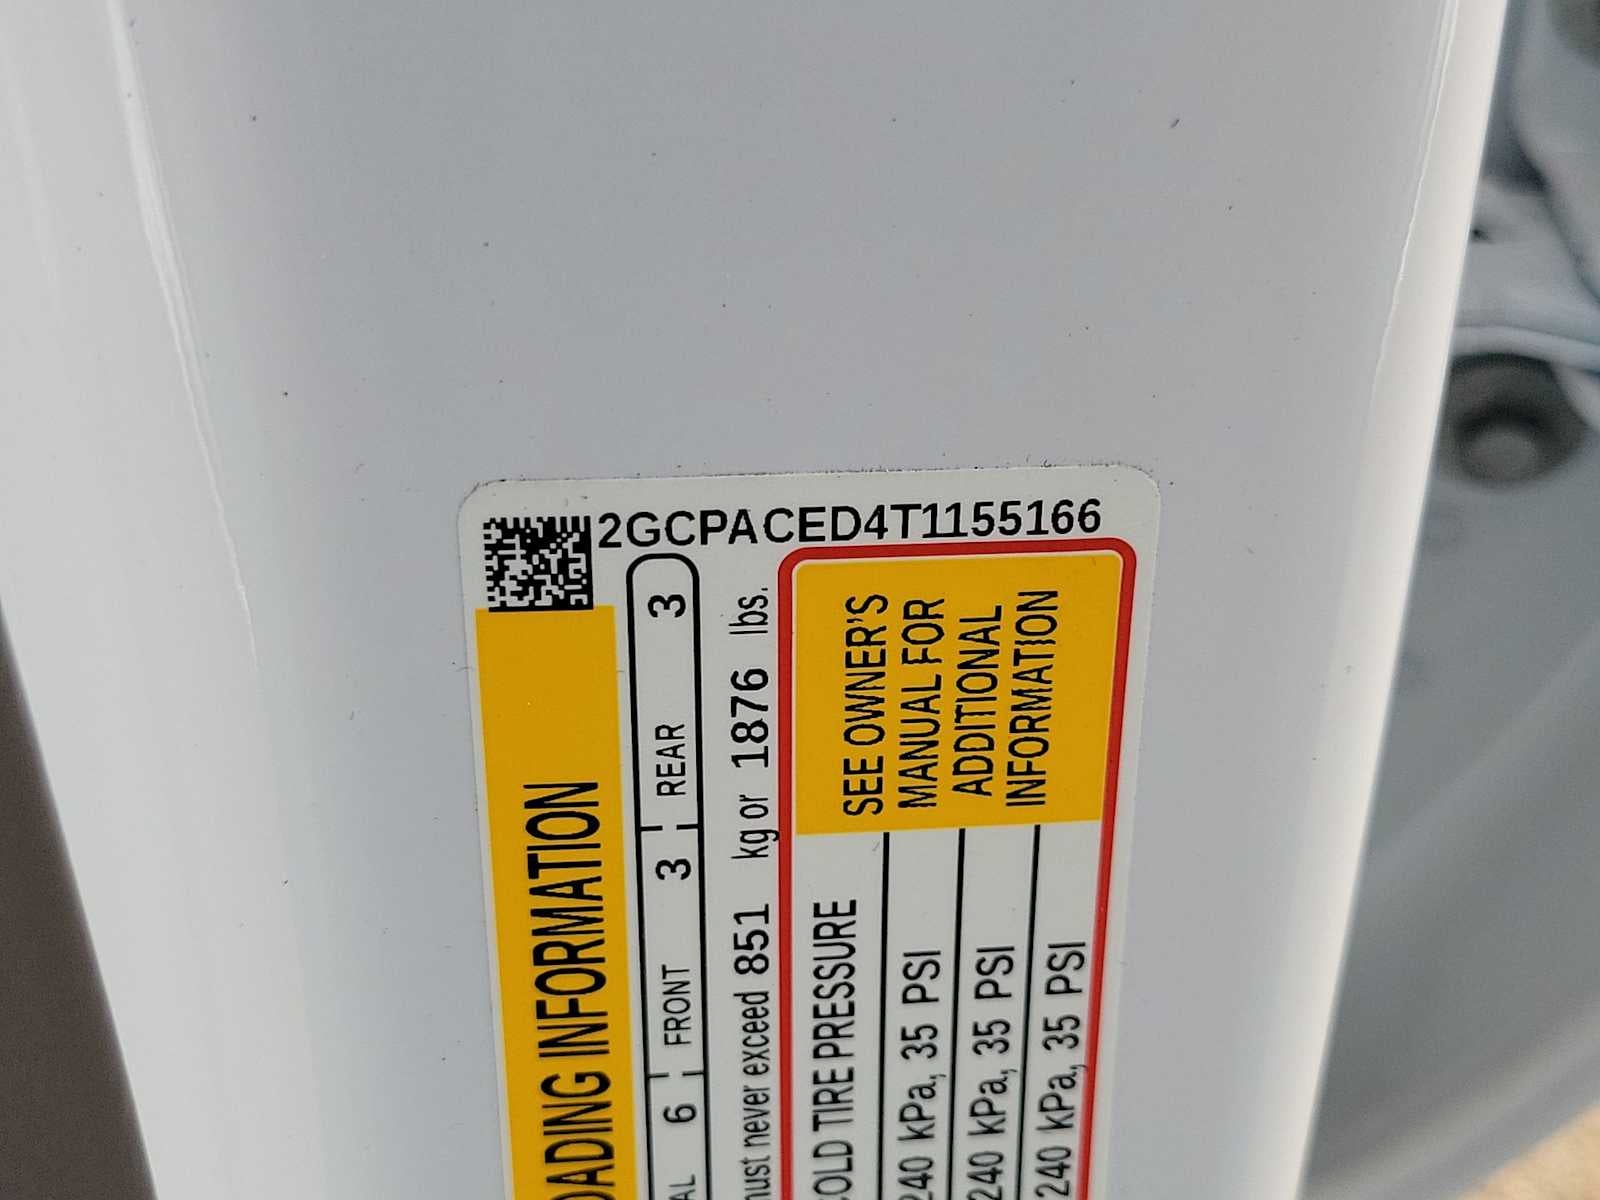 2GCPACED4T1155166
OADING INFORMATION
AL 6 FRONT 3 REAR 3
must never exceed 851 kg or 1876 lbs.
COLD TIRE PRESSURE
240 kPa, 35 PSI
240 kPa, 35 PSI
240 kPa, 35 PSI
SEE OWNER'S
MANUAL FOR
ADDITIONAL
INFORMATION